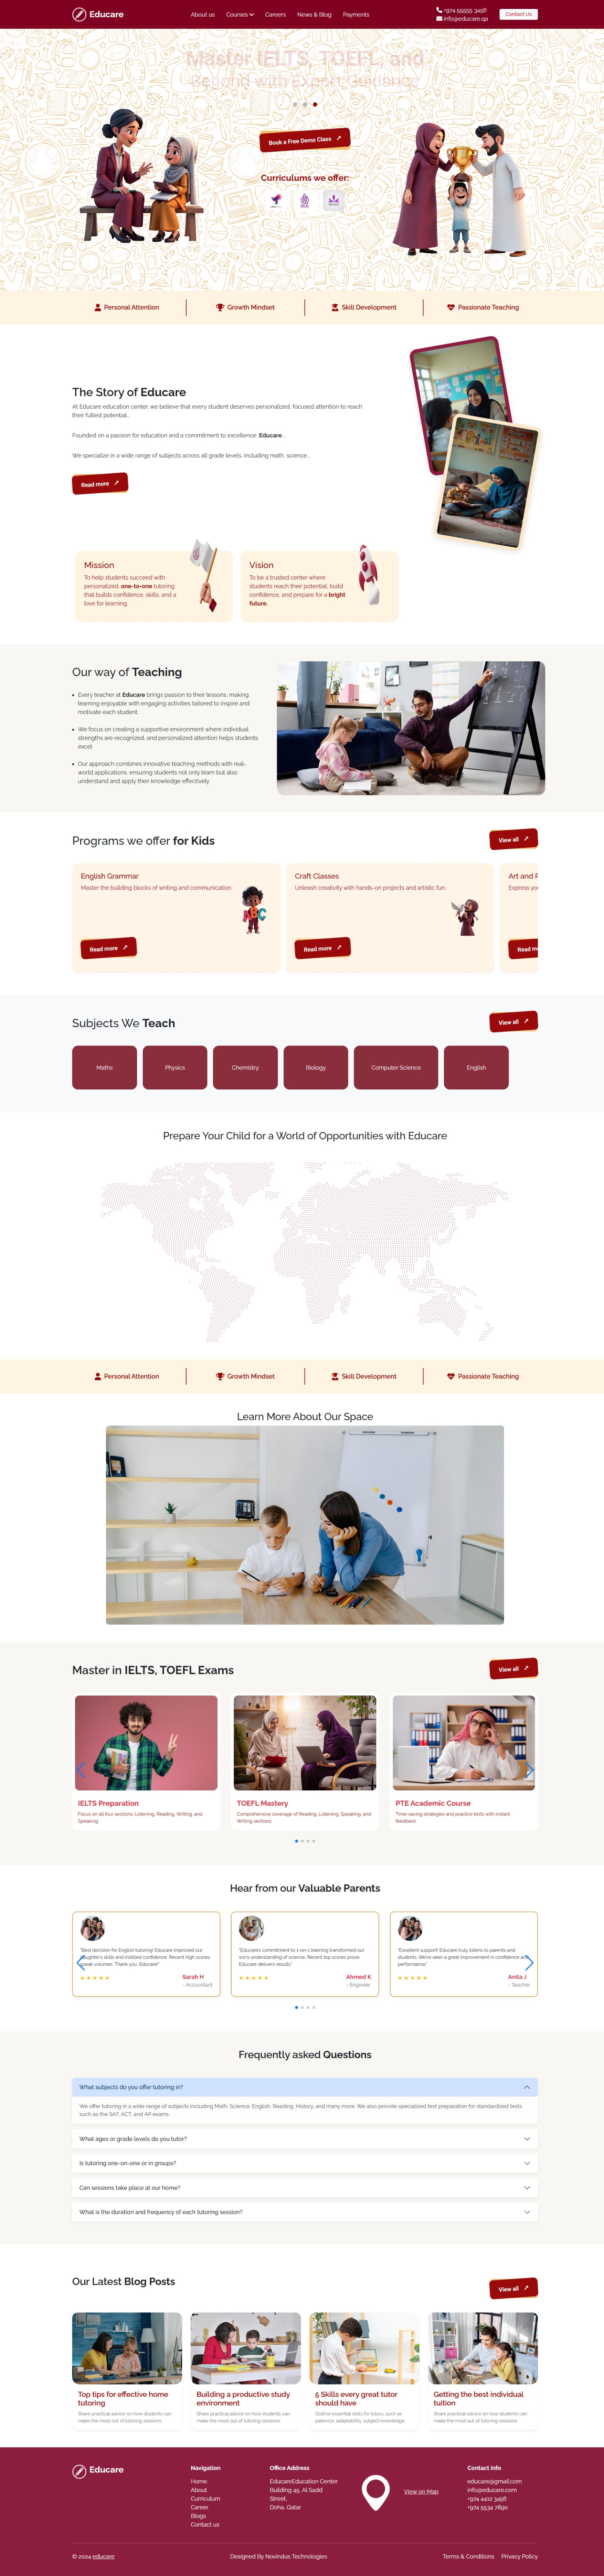 Educare
About us
Courses
Careers
News & Blog
Payments
+974 55555 3456
info@educare.qa
Contact Us
Master IELTS, TOEFL, and
Beyond with Expert Guidance
Book a Free Demo Class
Curriculums we offer:
Personal Attention
Growth Mindset
Skill Development
Passionate Teaching
The Story of Educare
At Educare education center, we believe that every student deserves personalized, focused attention to reach
their fullest potential...
Founded on a passion for education and a commitment to excellence, Educare...
We specialize in a wide range of subjects across all grade levels, including math, science...
Read more
Mission
To help students succeed with
personalized, one-to-one tutoring
that builds confidence, skills, and a
love for learning.
Vision
To be a trusted center where
students reach their potential, build
confidence, and prepare for a bright
future.
Our way of Teaching
Every teacher at Educare brings passion to their lessons, making
learning enjoyable with engaging activities tailored to inspire and
motivate each student.
We focus on creating a supportive environment where individual
strengths are recognized, and personalized attention helps students
excel.
Our approach combines innovative teaching methods with real-
world applications, ensuring students not only learn but also
understand and apply their knowledge effectively.
Programs we offer for Kids
View all
English Grammar
Master the building blocks of writing and communication.
Read more
Craft Classes
Unleash creativity with hands-on projects and artistic fun.
Read more
Art and
Express
Read
Subjects We Teach
View all
Maths
Physics
Chemistry
Biology
Computer Science
English
Prepare Your Child for a World of Opportunities with Educare
Personal Attention
Growth Mindset
Skill Development
Passionate Teaching
Learn More About Our Space
Master in IELTS, TOEFL Exams
View all
IELTS Preparation
Focus on all four sections: Listening, Reading, Writing, and
Speaking.
TOEFL Mastery
Comprehensive coverage of Reading, Listening, Speaking, and
Writing sections.
PTE Academic Course
Time-saving strategies and practice tests with instant
feedback.
Hear from our Valuable Parents
"Best decision for English tutoring! Educare improved our
daughter's skills and instilled confidence. Recent high scores
speak volumes. Thank you, Educare!"
Sarah H
- Accountant
"Educare's commitment to 1-on-1 learning transformed our
son's understanding of science. Recent top scores prove
Educare delivers results"
Ahmed K
- Engineer
"Excellent support! Educare truly listens to parents and
students. We've seen a great improvement in confidence and
performance"
Anita J
- Teacher
Frequently asked Questions
What subjects do you offer tutoring in?
We offer tutoring in a wide range of subjects including Math, Science, English, Reading, History, and many more. We also provide specialized test preparation for standardized tests
such as the SAT, ACT, and AP exams.
What ages or grade levels do you tutor?
Is tutoring one-on-one or in groups?
Can sessions take place at our home?
What is the duration and frequency of each tutoring session?
Our Latest Blog Posts
View all
Top tips for effective home
tutoring
Share practical advice on how students can
make the most out of tutoring sessions.
Building a productive study
environment
Share practical advice on how students can
make the most out of tutoring sessions.
5 Skills every great tutor
should have
Outline essential skills for tutors, such as
patience, adaptability, subject knowledge
Getting the best individual
tuition
Share practical advice on how students can
make the most out of tutoring sessions.
Educare
Navigation
Home
About
Curriculum
Career
Blogs
Contact us
Office Address
EducareEducation Center
Building 45, Al Sadd
Street,
Doha, Qatar
View on Map
Contact info
educare@gmail.com
info@educare.com
+974 4412 3456
+974 5534 7890
© 2024 educare
Designed By Novindus Technologies
Terms & Conditions
Privacy Policy